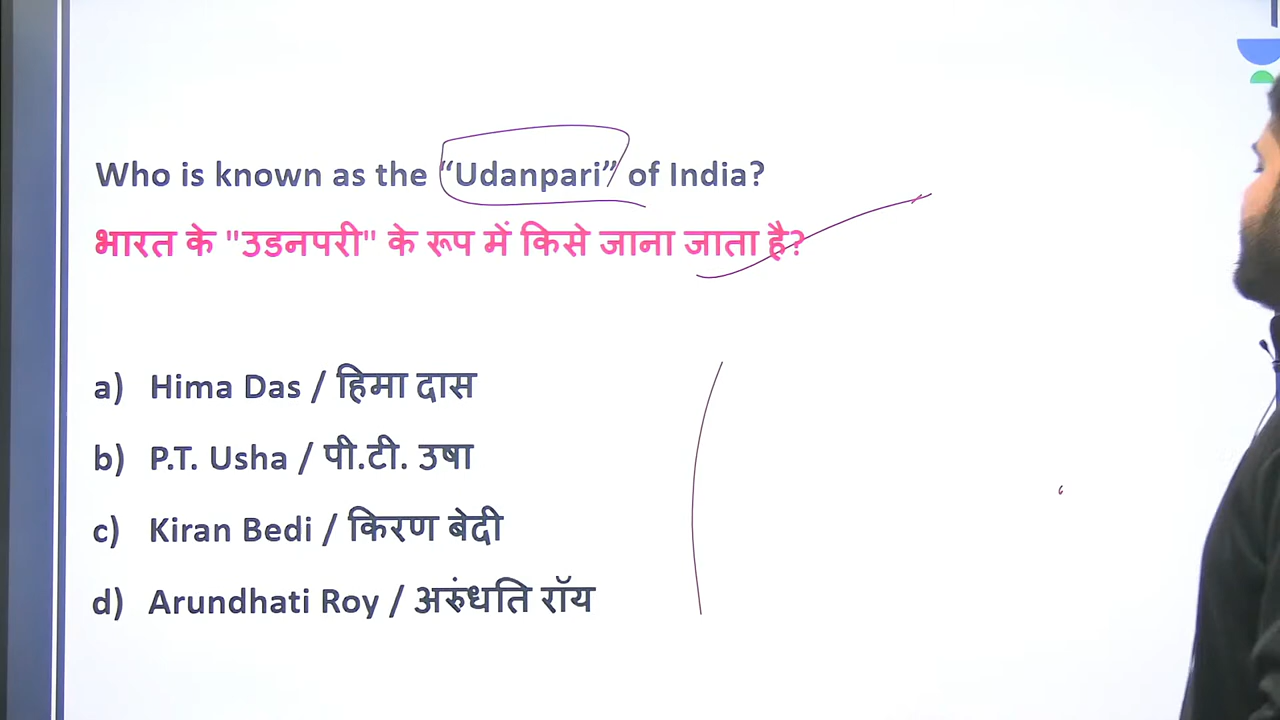 Who is known as the “Udanpari” of India?
भारत के "उडनपरी" के रूप में किसे जाना जाता है?
a) Hima Das / हिमा दास
b) P.T. Usha / पी.टी. उषा
c) Kiran Bedi / किरण बेदी
d) Arundhati Roy / अरुंधति रॉय